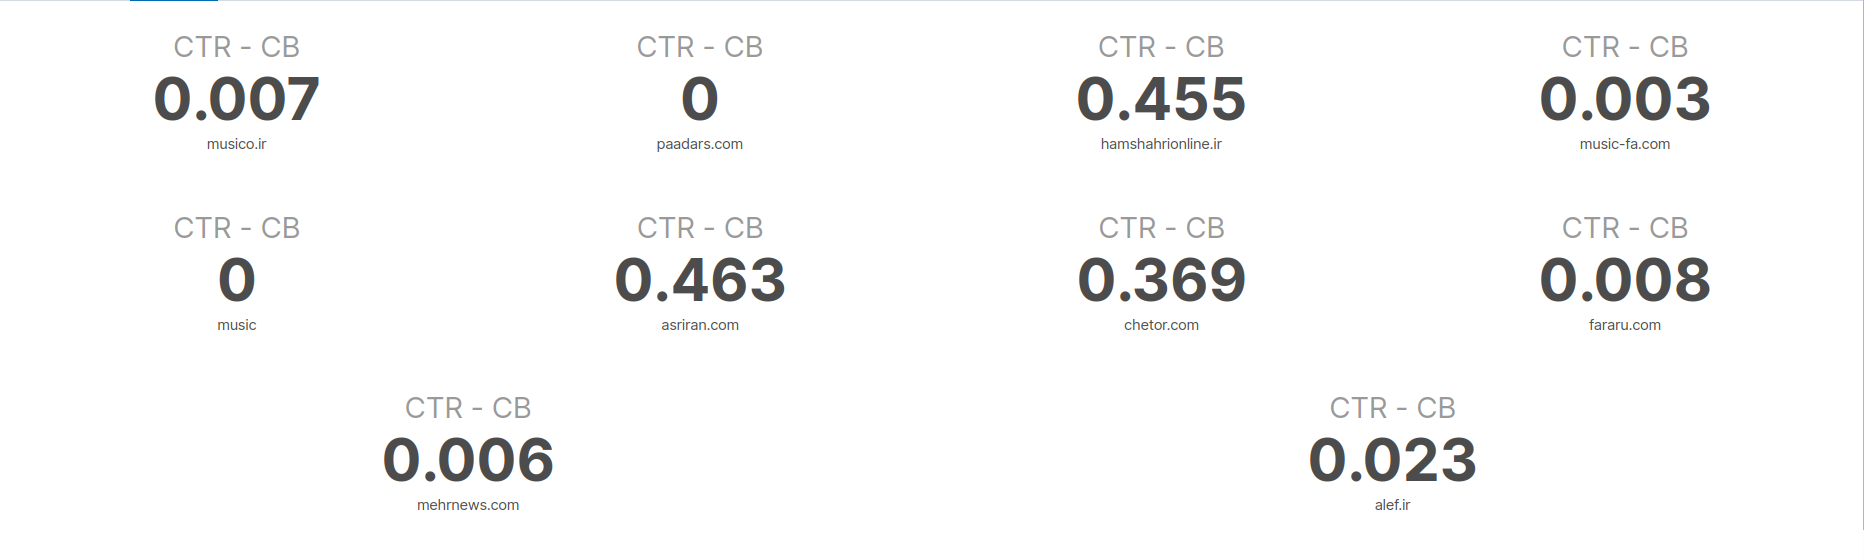 CTR - CB
0.007
musico.ir
CTR - CB
0
paadars.com
CTR - CB
0.455
hamshahrionline.ir
CTR - CB
0.003
music-fa.com
CTR - CB
0
music
CTR - CB
0.463
asriran.com
CTR - CB
0.369
chetor.com
CTR - CB
0.008
fararu.com
CTR - CB
0.006
mehrnews.com
CTR - CB
0.023
alef.ir